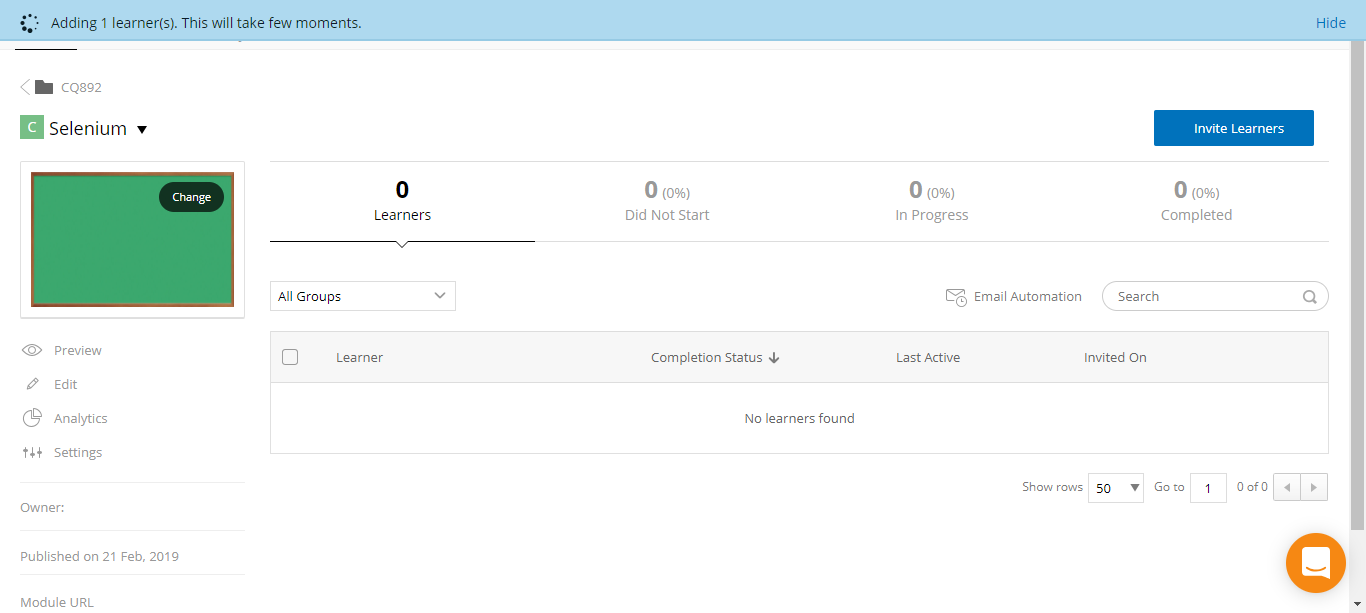 Adding 1 learner(s). This will take few moments.
Hide
CQ892
C Selenium
Invite Learners
Change
0
Learners
0 (0%)
Did Not Start
0 (0%)
In Progress
0 (0%)
Completed
All Groups
Email Automation
Search
Learner Completion Status Last Active Invited On
No learners found
Show rows 50 Go to 1 0 of 0
Preview
Edit
Analytics
Settings
Owner:
Published on 21 Feb, 2019
Module URL